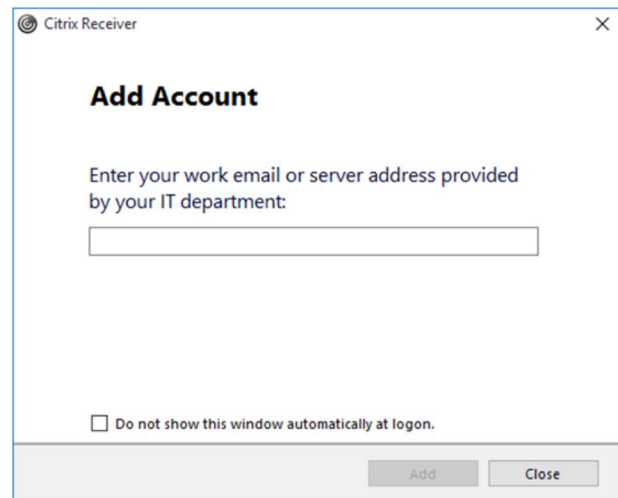 Citrix Receiver
Add Account
Enter your work email or server address provided
by your IT department:
Do not show this window automatically at logon.
Add
Close